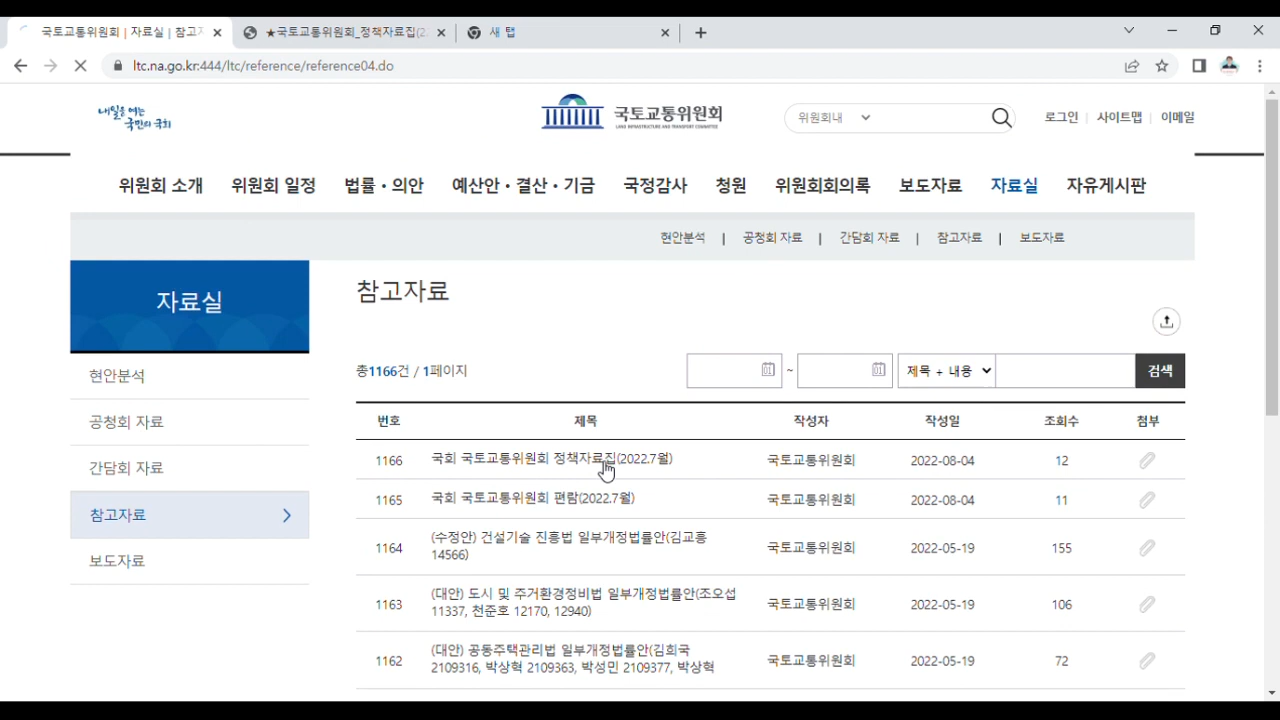 국토교통위원회 | 자료실 | 참고자
★국토교통위원회_정책자료집(2
새 탭
ltc.na.go.kr:444/ltc/reference/reference04.do
내일을 여는
국민의 국회
국토교통위원회
LAND INFRASTRUCTURE AND TRANSPORT COMMITTEE
위원회내
로그인 | 사이트맵 | 이메일
위원회 소개 위원회 일정 법률·의안 예산안·결산·기금 국정감사 청원 위원회회의록 보도자료 자료실 자유게시판
현안분석 | 공청회 자료 | 간담회 자료 | 참고자료 | 보도자료
자료실
현안분석
공청회 자료
간담회 자료
참고자료
보도자료
참고자료
총1166건 / 1페이지
~ 제목 + 내용 검색
번호 제목 작성자 작성일 조회수 첨부
1166 국회 국토교통위원회 정책자료집(2022.7월) 국토교통위원회 2022-08-04 12
1165 국회 국토교통위원회 편람(2022.7월) 국토교통위원회 2022-08-04 11
(수정안) 건설기술 진흥법 일부개정법률안(김교흥
1164 14566) 국토교통위원회 2022-05-19 155
(대안) 도시 및 주거환경정비법 일부개정법률안(조오섭
1163 11337, 천준호 12170, 12940) 국토교통위원회 2022-05-19 106
(대안) 공동주택관리법 일부개정법률안(김희국
1162 2109316, 박상혁 2109363, 박성민 2109377, 박상혁 국토교통위원회 2022-05-19 72